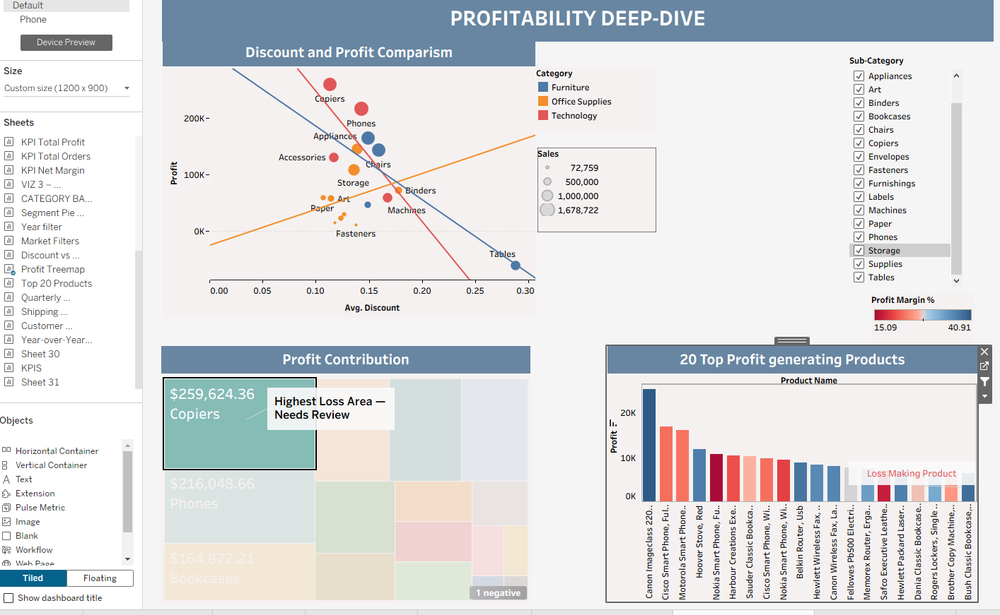 Default
Phone
Device Preview
Size
Custom size (1200 x 900)
Sheets
KPI Total Profit
KPI Total Orders
KPI Net Margin
VIZ 3 – ...
CATEGORY BA...
Segment Pie ...
Year filter
Market Filters
Discount vs ...
Profit Treemap
Top 20 Products
Quarterly ...
Shipping ...
Customer ...
Year-over-Year...
Sheet 30
KPIS
Sheet 31
Objects
Horizontal Container
Vertical Container
Text
Extension
Pulse Metric
Image
Blank
Workflow
Web Page
Tiled
Floating
Show dashboard title
PROFITABILITY DEEP-DIVE
Discount and Profit Comparism
Profit
200K
100K
0K
Copiers
Phones
Appliances
Accessories
Chairs
Storage
Binders
Art
Paper
Machines
Fasteners
Tables
0.00
0.05
0.10
0.15
0.20
0.25
0.30
Avg. Discount
Category
Furniture
Office Supplies
Technology
Sales
72,759
500,000
1,000,000
1,678,722
Sub-Category
Appliances
Art
Binders
Bookcases
Chairs
Copiers
Envelopes
Fasteners
Furnishings
Labels
Machines
Paper
Phones
Storage
Supplies
Tables
Profit Margin %
15.09
40.91
Profit Contribution
$259,624.36
Copiers
Highest Loss Area —
Needs Review
$216,048.66
Phones
$164,872.21
Bookcases
1 negative
20 Top Profit generating Products
Product Name
Profit
20K
10K
0K
Loss Making Product
Canon Imageclass 220..
Cisco Smart Phone, Ful..
Motorola Smart Phone..
Hoover Stove, Red
Nokia Smart Phone, Fu..
Harbour Creations Exe..
Sauder Classic Bookca..
Cisco Smart Phone, Wi..
Nokia Smart Phone, Wi..
Belkin Router, Usb
Hewlett Wireless Fax, ..
Canon Wireless Fax, La..
Fellowes Pb500 Electri..
Memorex Router, Erga..
Safco Executive Leathe..
Hewlett Packard Laser..
Dania Classic Bookcase..
Rogers Lockers, Single ..
Brother Copy Machine,..
Bush Classic Bookcase,..